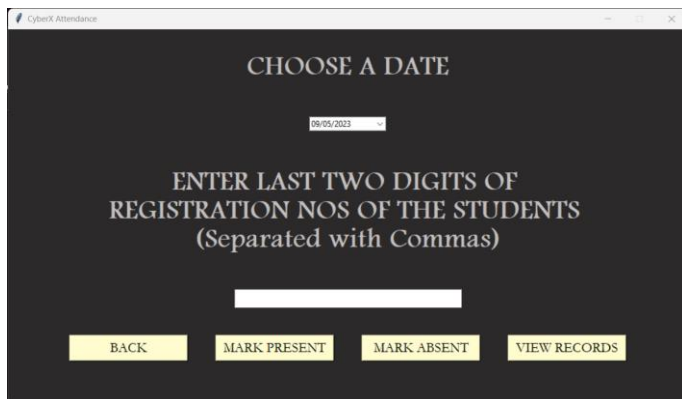 CyberX Attendance
CHOOSE A DATE
09/05/2023
ENTER LAST TWO DIGITS OF
REGISTRATION NOS OF THE STUDENTS
(Separated with Commas)
BACK MARK PRESENT MARK ABSENT VIEW RECORDS